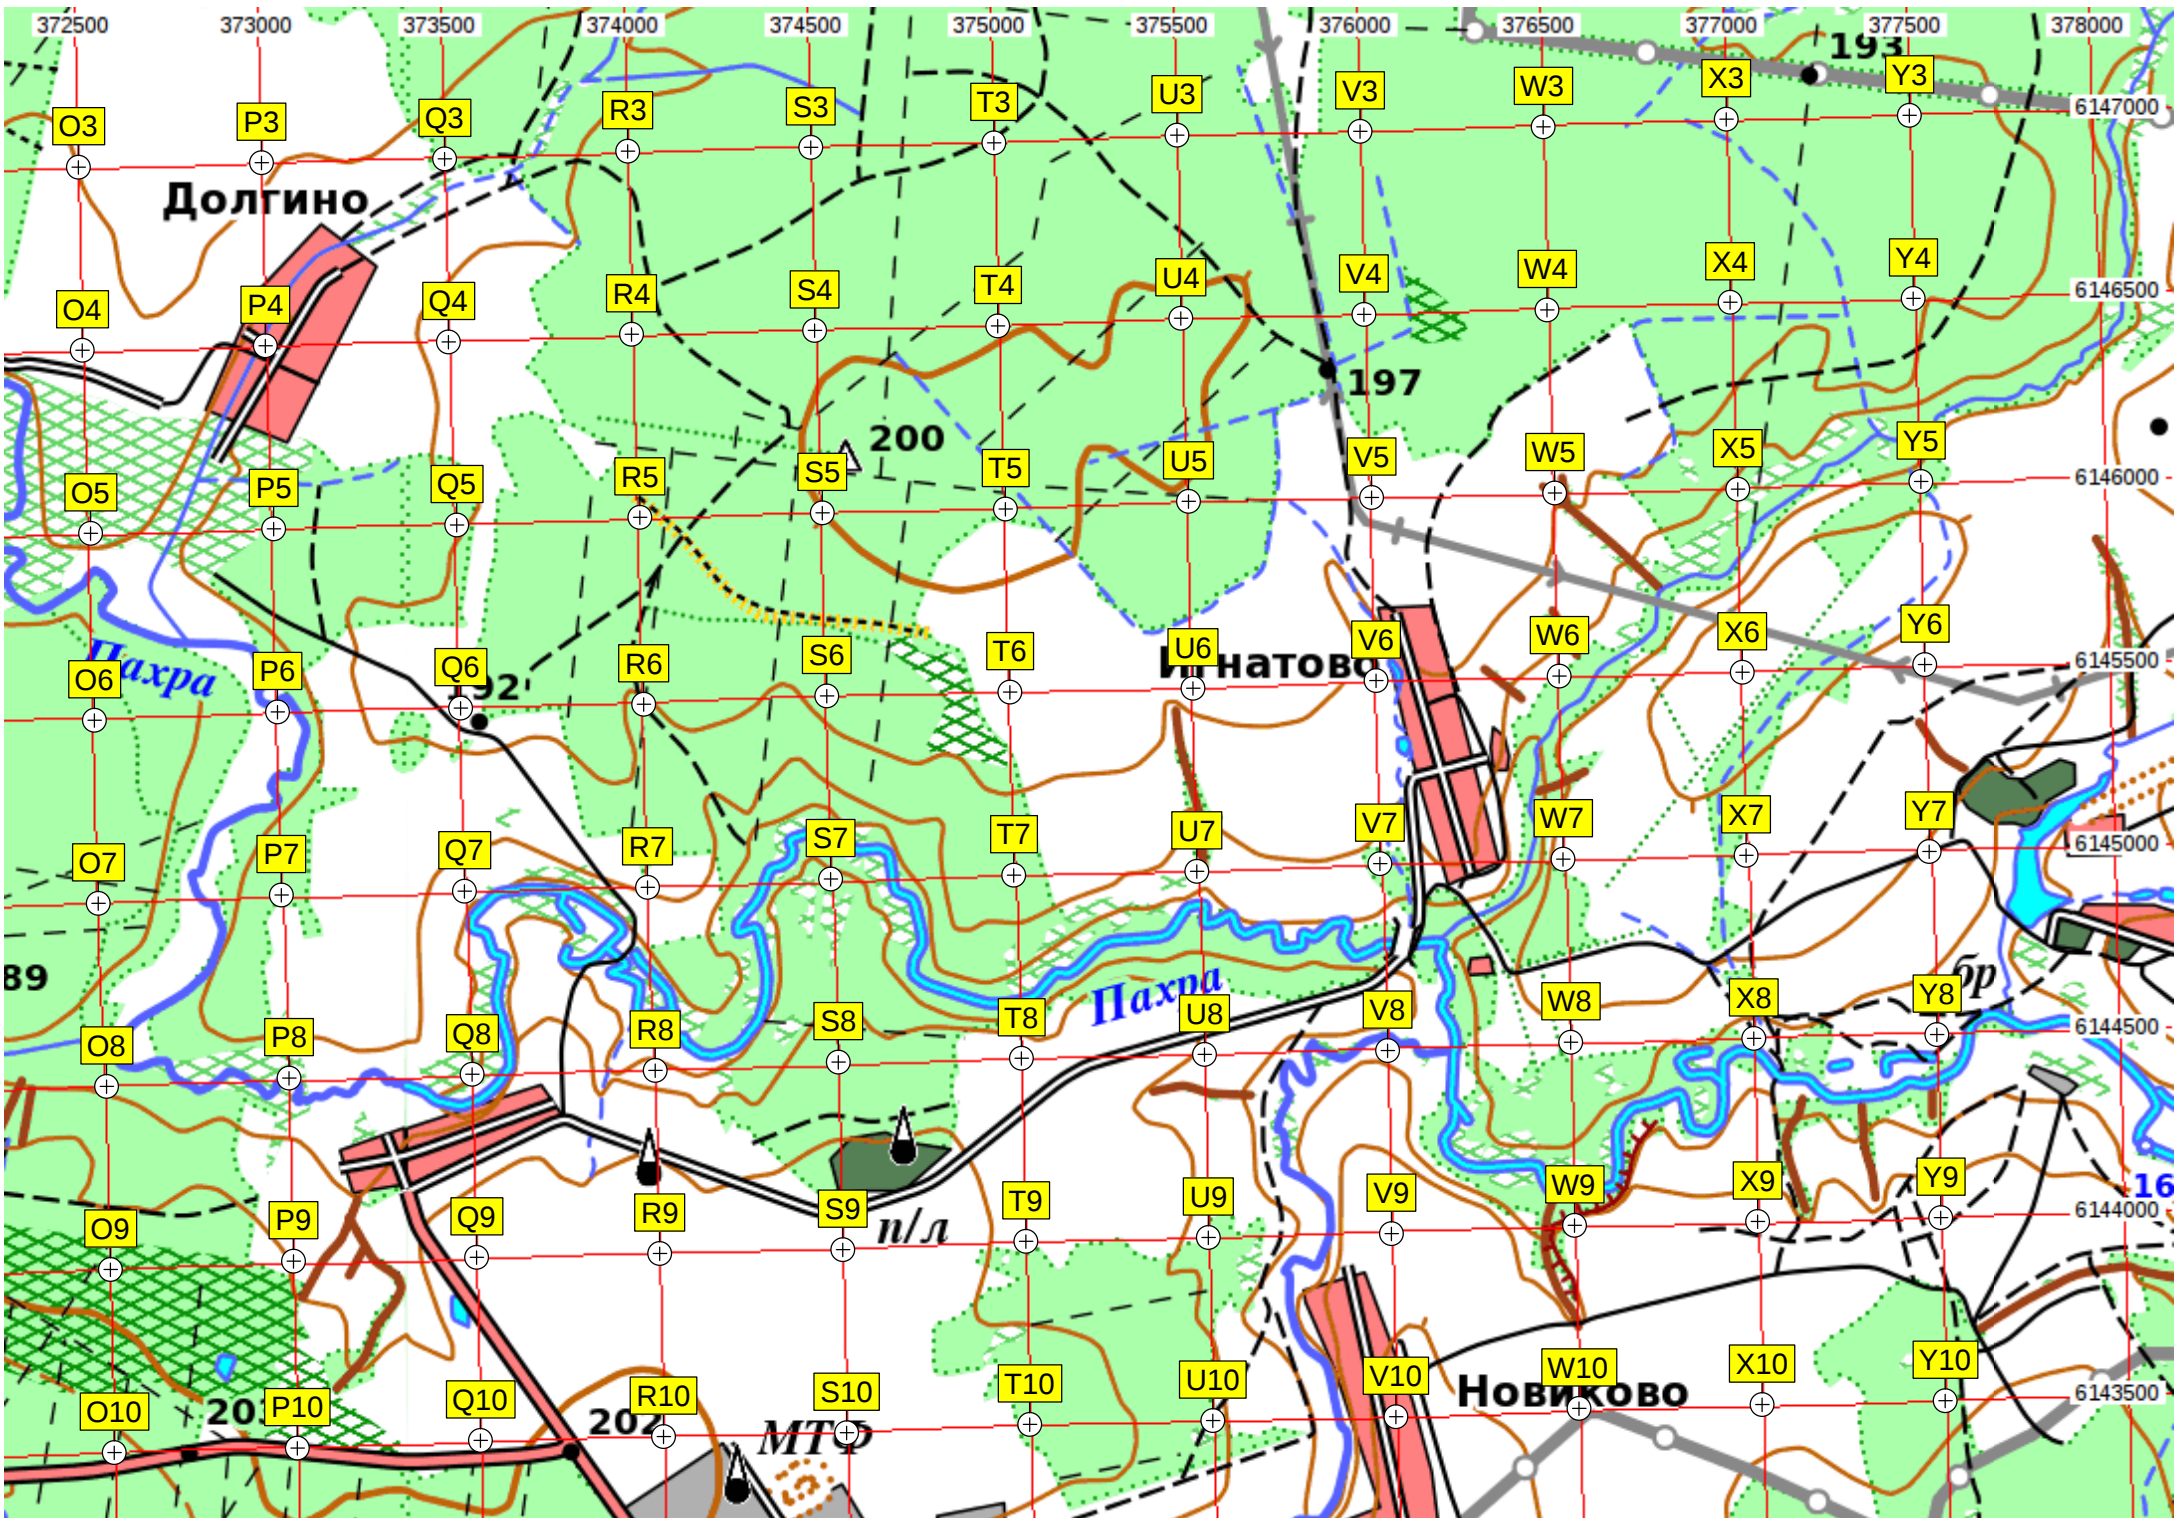 372500 373000 373500 374000 374500 375000 375500 376000 376500 377000 377500 378000
193
O3 P3 Q3 R3 S3 T3 U3 V3 W3 X3 Y3
6147000
Долгино
O4 P4 Q4 R4 S4 T4 U4 V4 W4 X4 Y4
6146500
197
200
O5 P5 Q5 R5 S5 T5 U5 V5 W5 X5 Y5
6146000
Пахра
Игнатово
O6 P6 Q6 R6 S6 T6 U6 V6 W6 X6 Y6
6145500
O7 P7 Q7 R7 S7 T7 U7 V7 W7 X7 Y7
6145000
89
Пахра
бр
O8 P8 Q8 R8 S8 T8 U8 V8 W8 X8 Y8
6144500
16
O9 P9 Q9 R9 S9 T9 U9 V9 W9 X9 Y9
6144000
п/л
O10 P10 Q10 R10 S10 T10 U10 V10 W10 X10 Y10
6143500
Новиково
202
МТФ